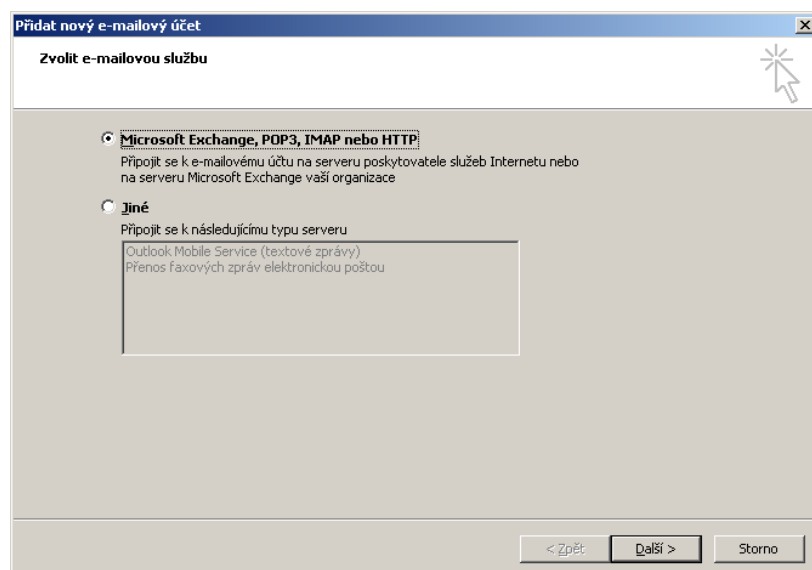 Přidat nový e-mailový účet
Zvolit e-mailovou službu
Microsoft Exchange, POP3, IMAP nebo HTTP
Připojit se k e-mailovému účtu na serveru poskytovatele služeb Internetu nebo
na serveru Microsoft Exchange vaší organizace
Jiné
Připojit se k následujícímu typu serveru
Outlook Mobile Service (textové zprávy)
Přenos faxových zpráv elektronickou poštou
< Zpět
Další >
Storno